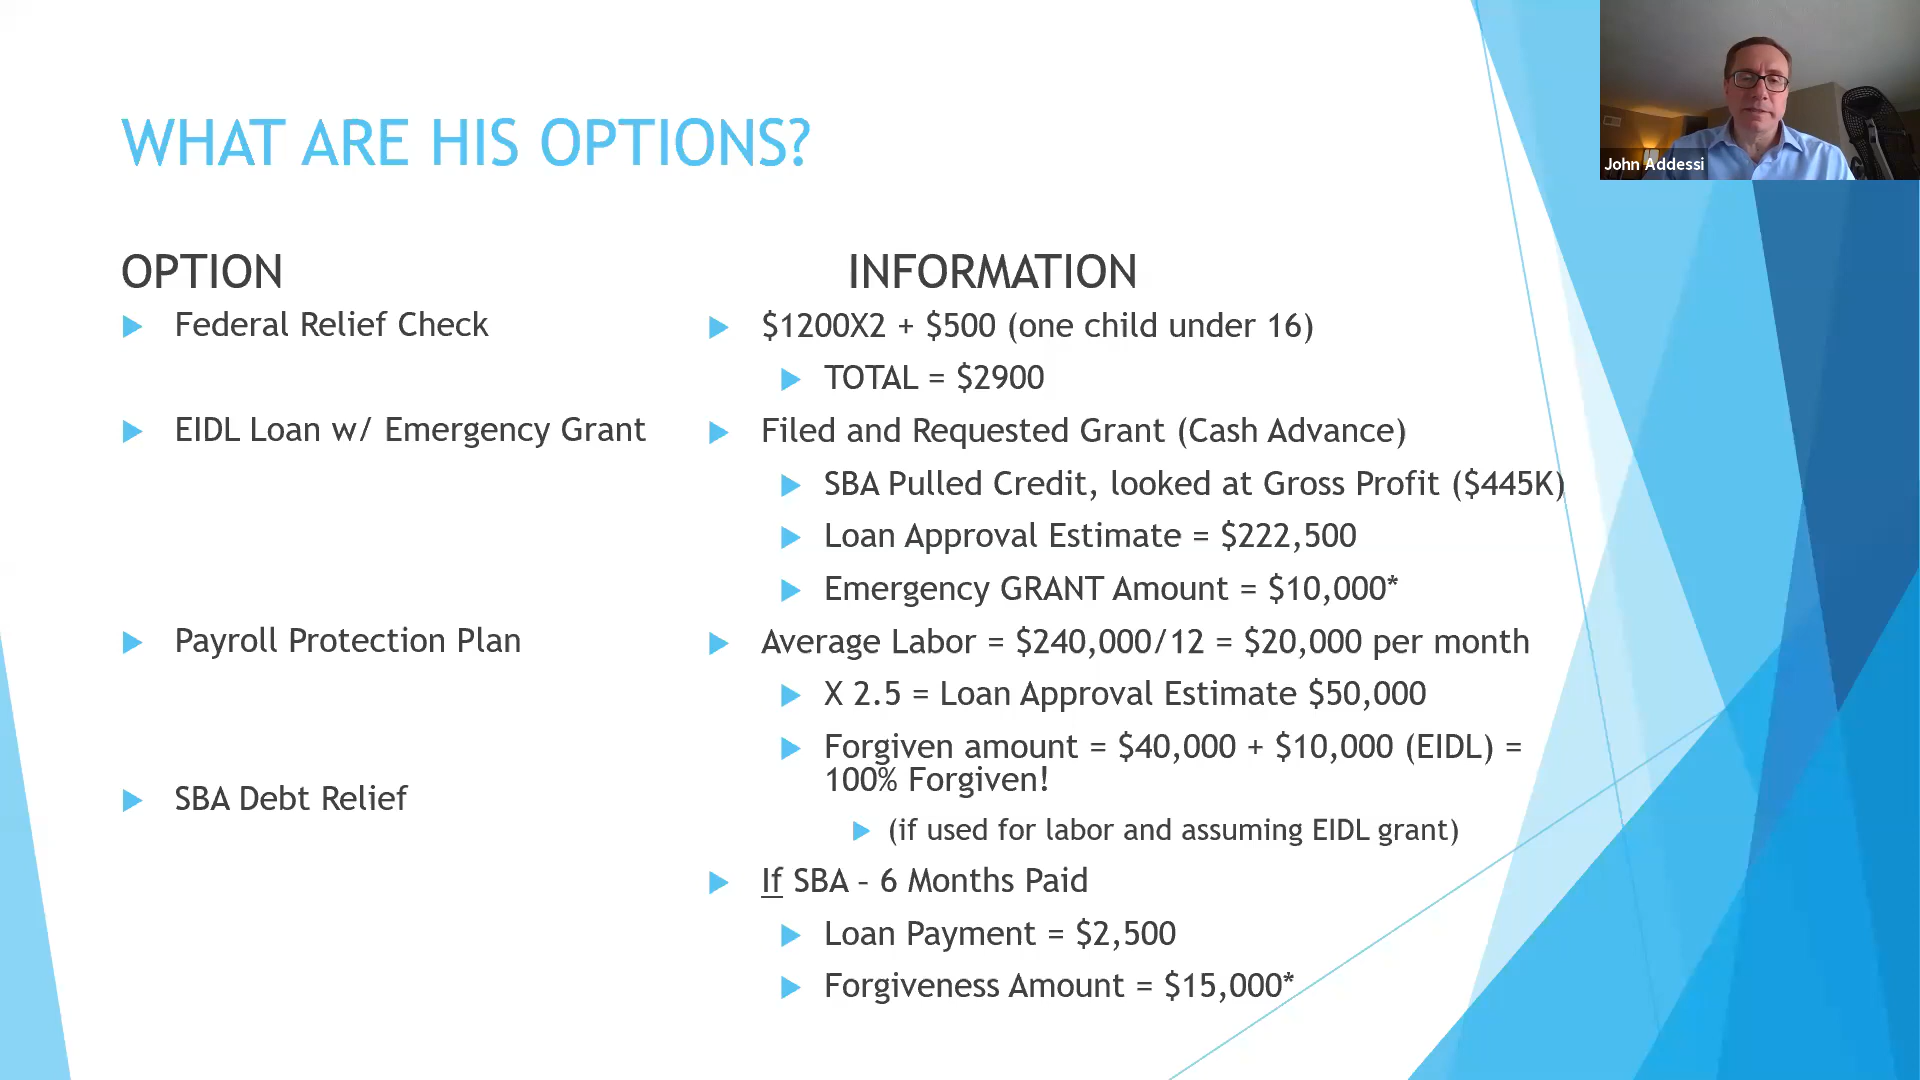 WHAT ARE HIS OPTIONS?
John Addessi
OPTION
Federal Relief Check
EIDL Loan w/ Emergency Grant
Payroll Protection Plan
SBA Debt Relief
INFORMATION
$1200X2 + $500 (one child under 16)
TOTAL = $2900
Filed and Requested Grant (Cash Advance)
SBA Pulled Credit, looked at Gross Profit ($445K)
Loan Approval Estimate = $222,500
Emergency GRANT Amount = $10,000*
Average Labor = $240,000/12 = $20,000 per month
X 2.5 = Loan Approval Estimate $50,000
Forgiven amount = $40,000 + $10,000 (EIDL) =
100% Forgiven!
(if used for labor and assuming EIDL grant)
If SBA – 6 Months Paid
Loan Payment = $2,500
Forgiveness Amount = $15,000*